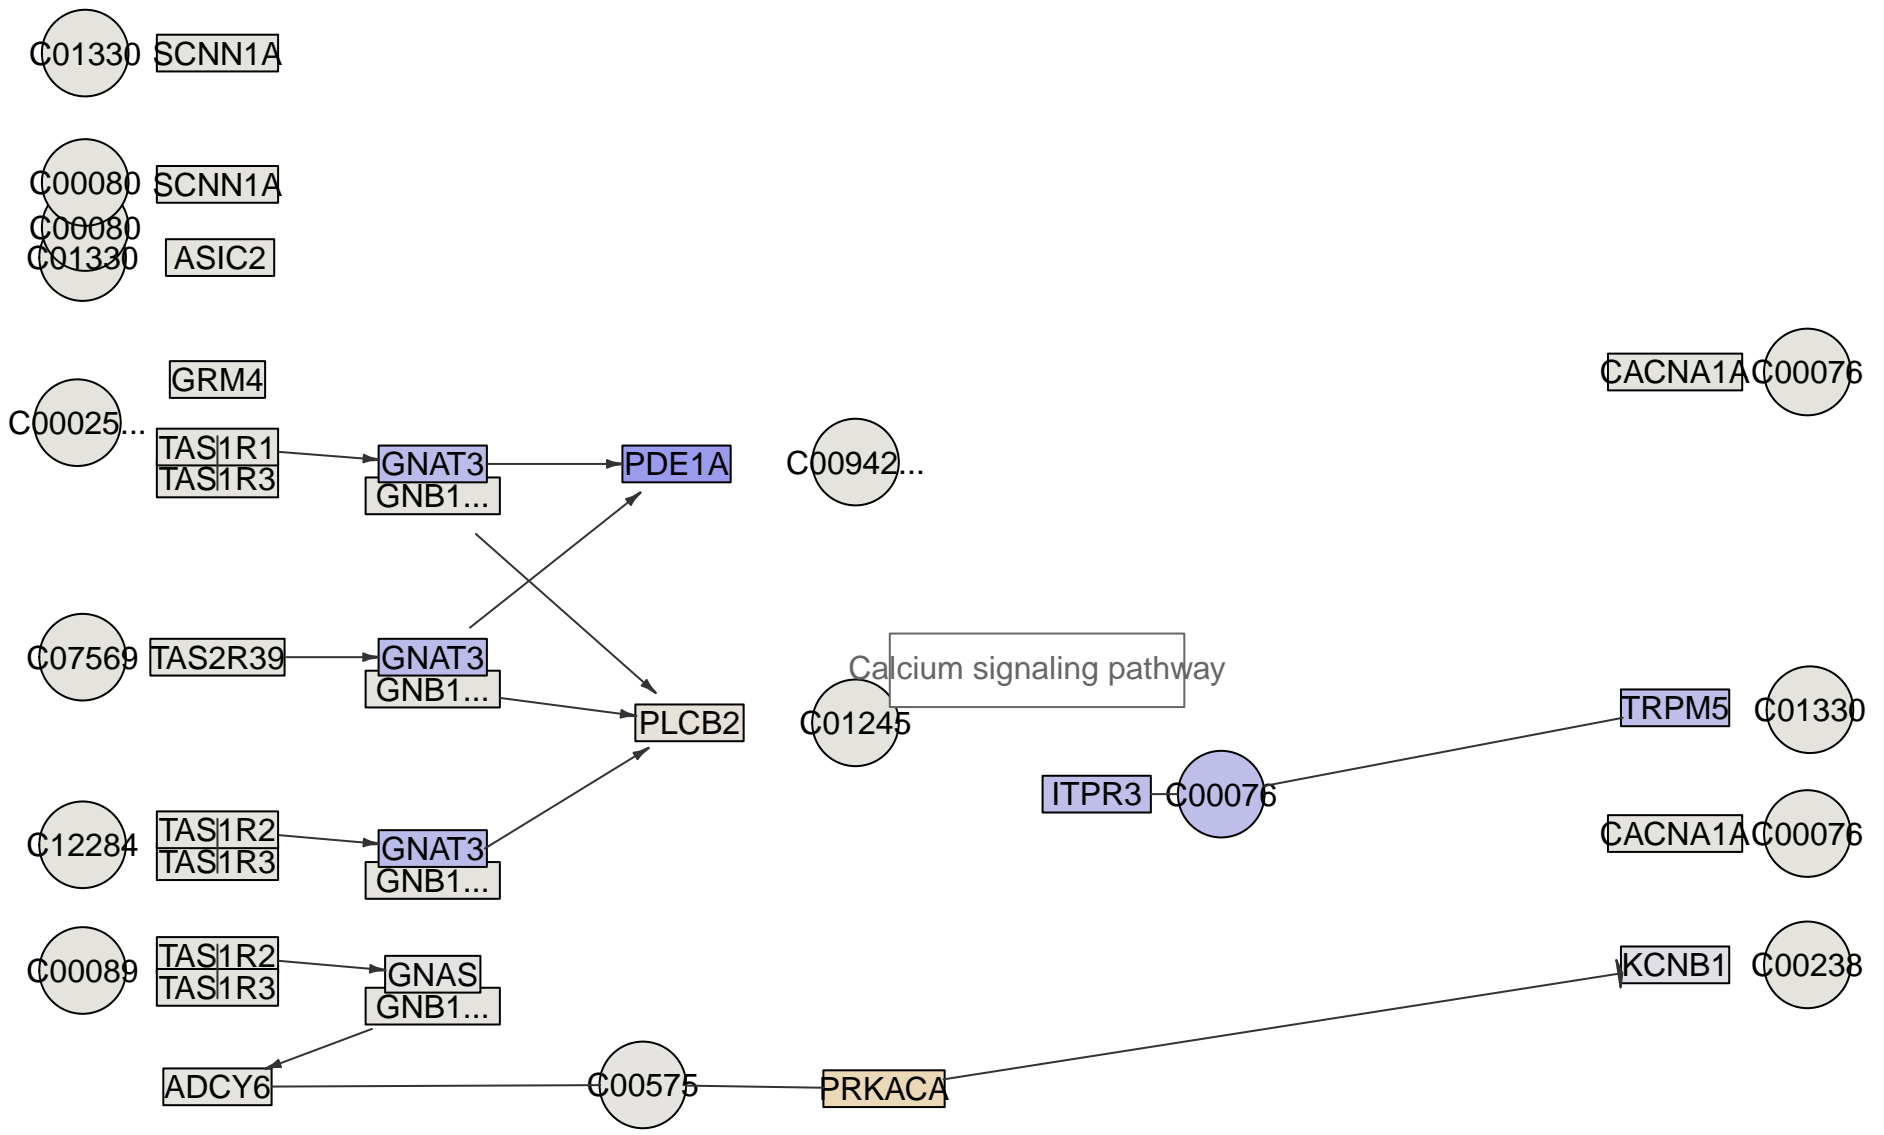 C01330 SCNN1A
C00080 SCNN1A
C00080
C01330 ASIC2
GRM4
CACNA1A C00076
C00025...
TAS1R1
GNAT3 PDE1A C00942...
TAS1R3
GNB1...
C07569 TAS2R39 GNAT3
Calcium signaling pathway
GNB1...
TRPM5 C01330
PLCB2 C01245
ITPR3 C00076
TAS1R2
CACNA1A C00076
C12284
GNAT3
TAS1R3
GNB1...
TAS1R2
KCNB1 C00238
C00089
GNAS
TAS1R3
GNB1...
ADCY6 C00575 PRKACA